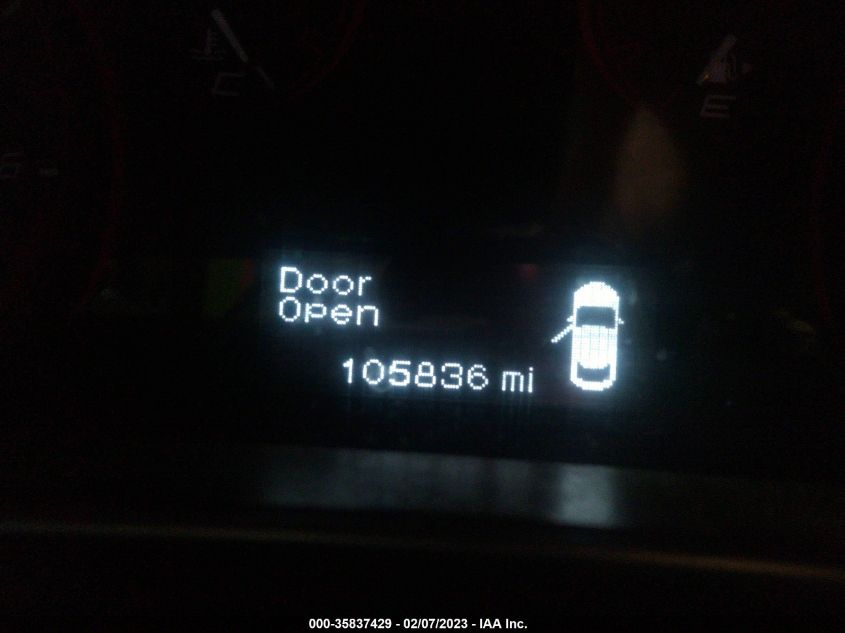 C
E
Door
Open
105836 mi
000-35837429 - 02/07/2023 - IAA Inc.